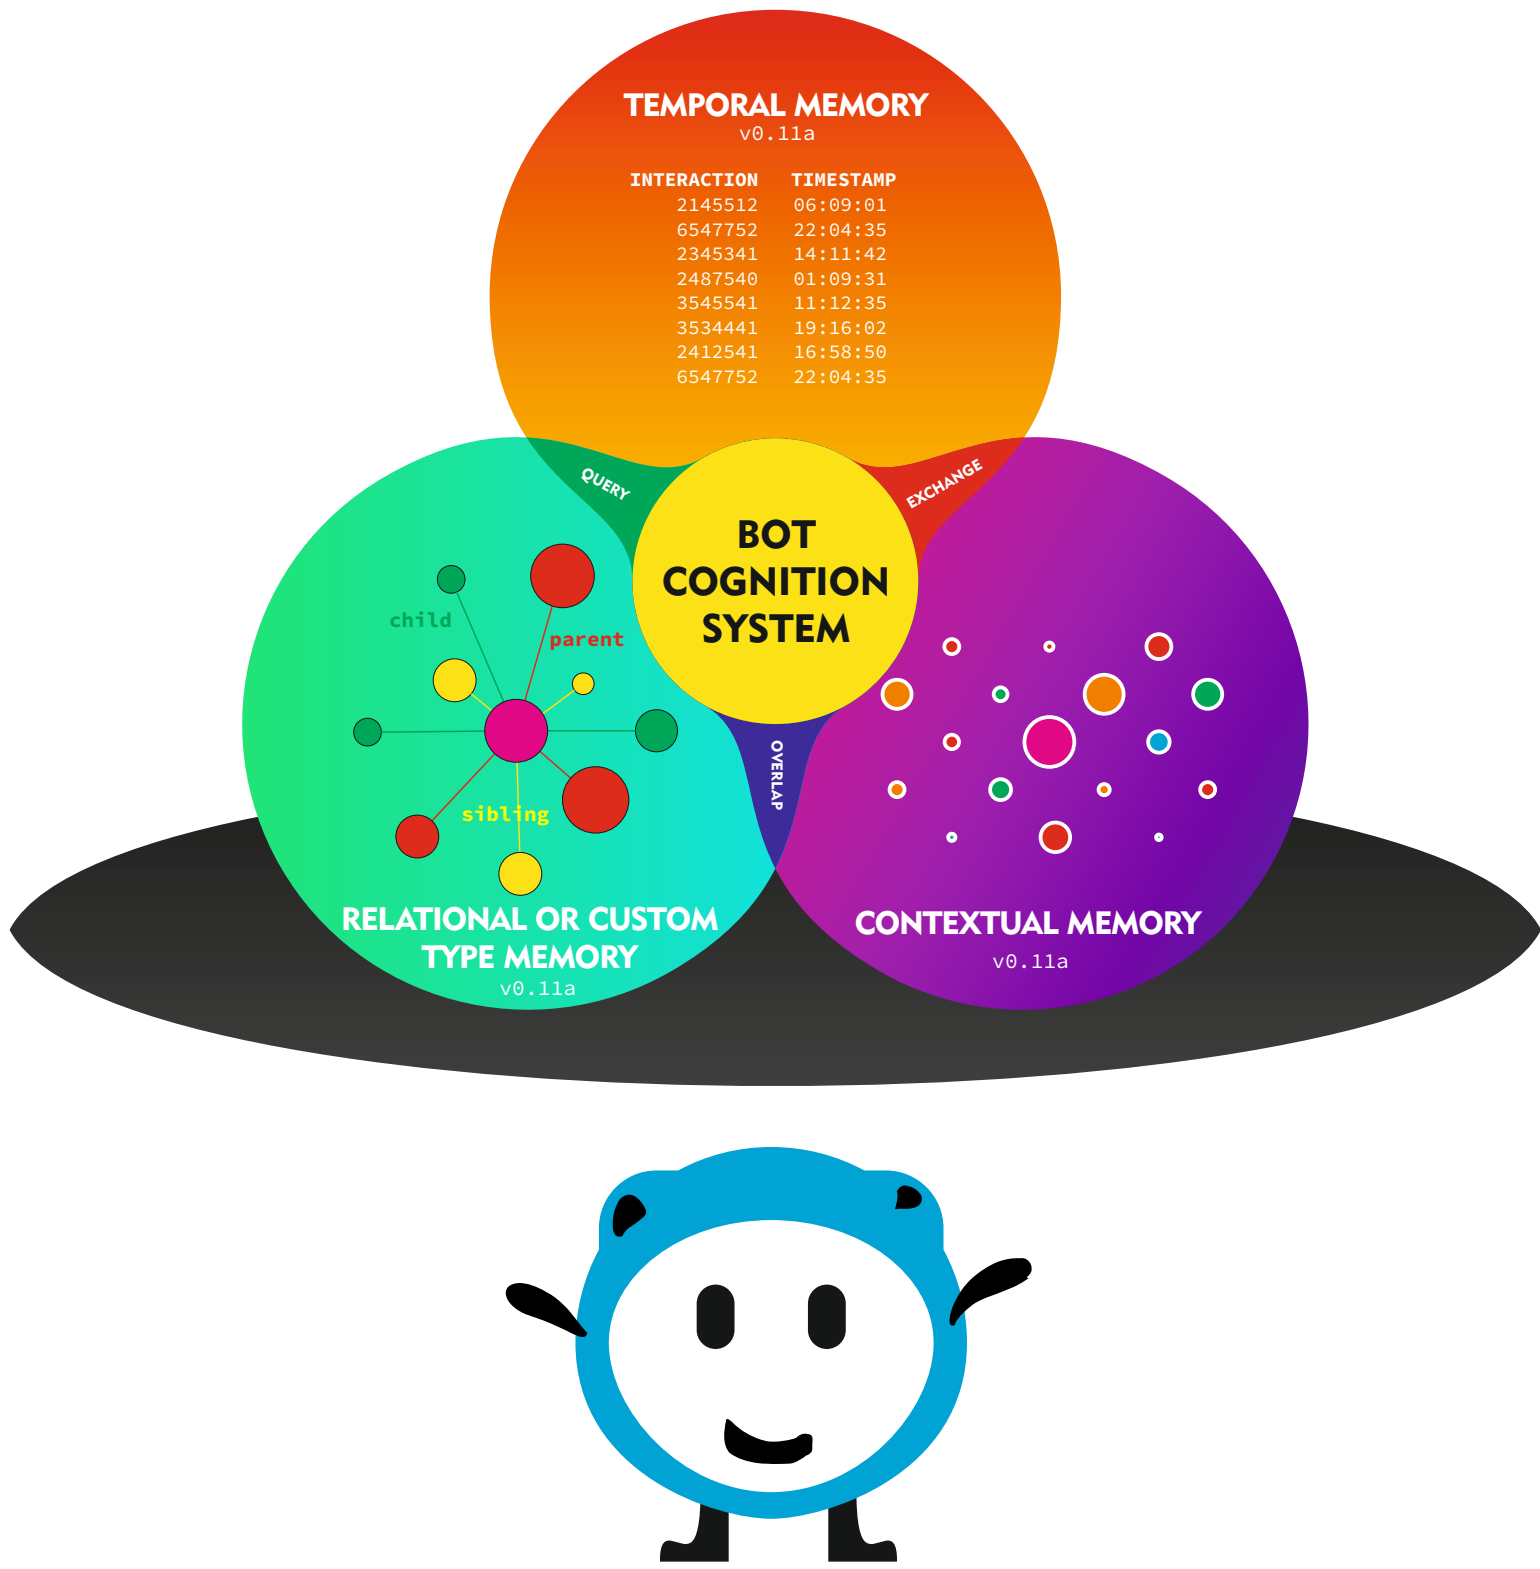 TEMPORAL MEMORY
v0.11a
INTERACTION TIMESTAMP
2145512 06:09:01
6547752 22:04:35
2345341 14:11:42
2487540 01:09:31
3545541 11:12:35
3534441 19:16:02
2412541 16:58:50
6547752 22:04:35
QUERY
EXCHANGE
BOT
COGNITION
SYSTEM
child
parent
sibling
OVERLAP
RELATIONAL OR CUSTOM
TYPE MEMORY
v0.11a
CONTEXTUAL MEMORY
v0.11a